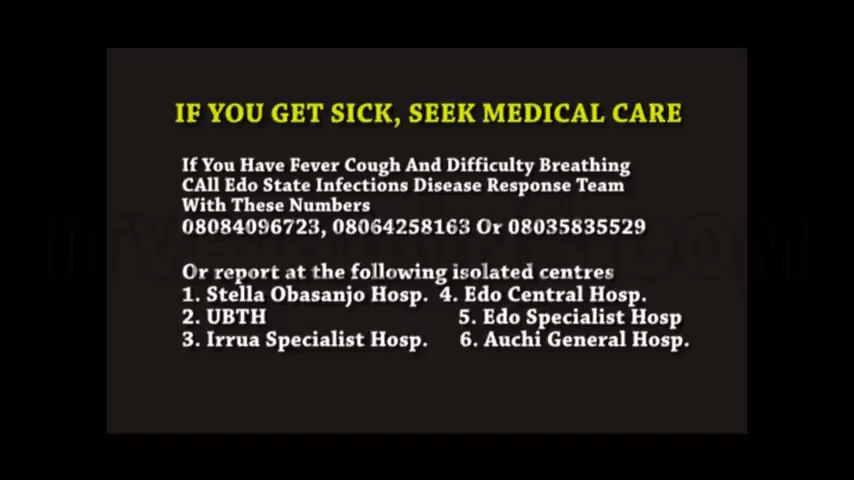 IF YOU GET SICK, SEEK MEDICAL CARE
If You Have Fever Cough And Difficulty Breathing
CAll Edo State Infections Disease Response Team
With These Numbers
08084096723, 08064258163 Or 08035835529
Or report at the following isolated centres
1. Stella Obasanjo Hosp. 4. Edo Central Hosp.
2. UBTH 5. Edo Specialist Hosp
3. Irrua Specialist Hosp. 6. Auchi General Hosp.